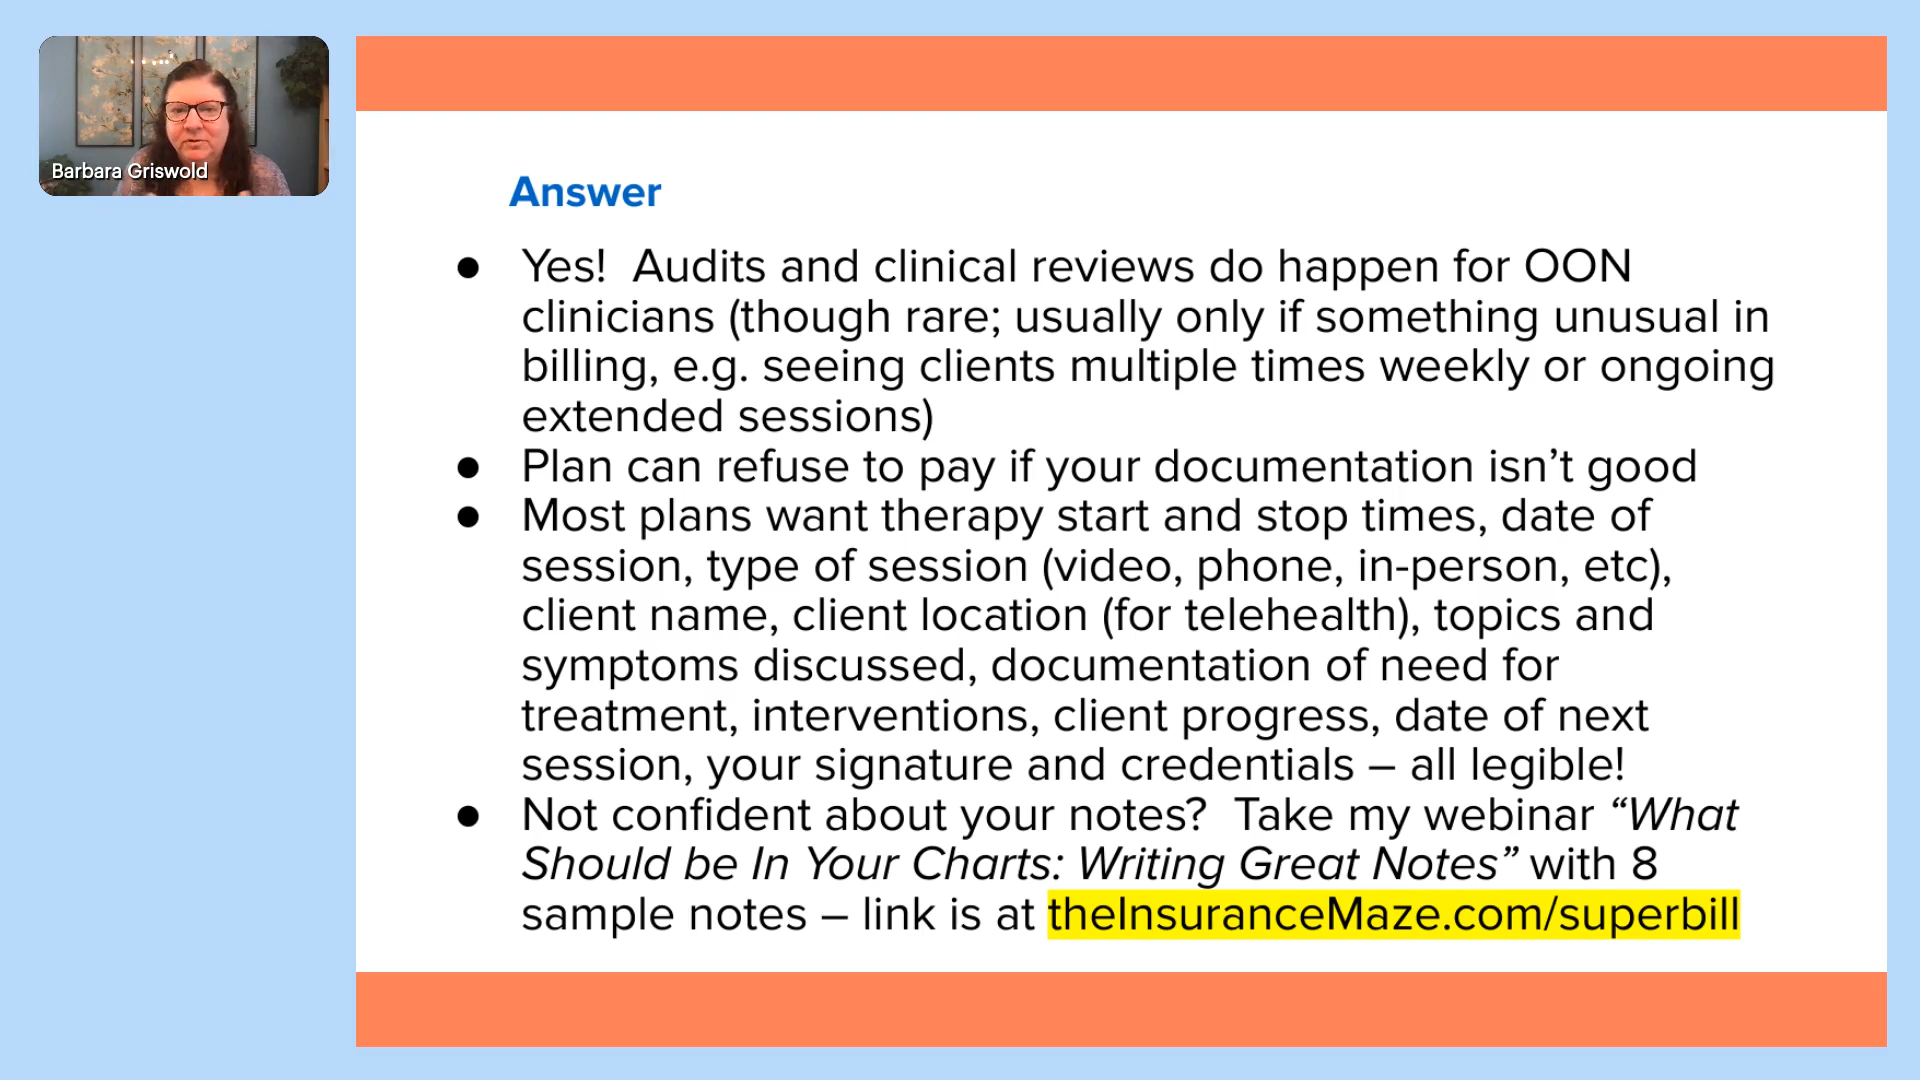 Barbara Griswold
Answer
● Yes!  Audits and clinical reviews do happen for OON
clinicians (though rare; usually only if something unusual in
billing, e.g. seeing clients multiple times weekly or ongoing
extended sessions)
● Plan can refuse to pay if your documentation isn’t good
● Most plans want therapy start and stop times, date of
session, type of session (video, phone, in-person, etc),
client name, client location (for telehealth), topics and
symptoms discussed, documentation of need for
treatment, interventions, client progress, date of next
session, your signature and credentials – all legible!
● Not confident about your notes?  Take my webinar “What
Should be In Your Charts: Writing Great Notes” with 8
sample notes – link is at theInsuranceMaze.com/superbill